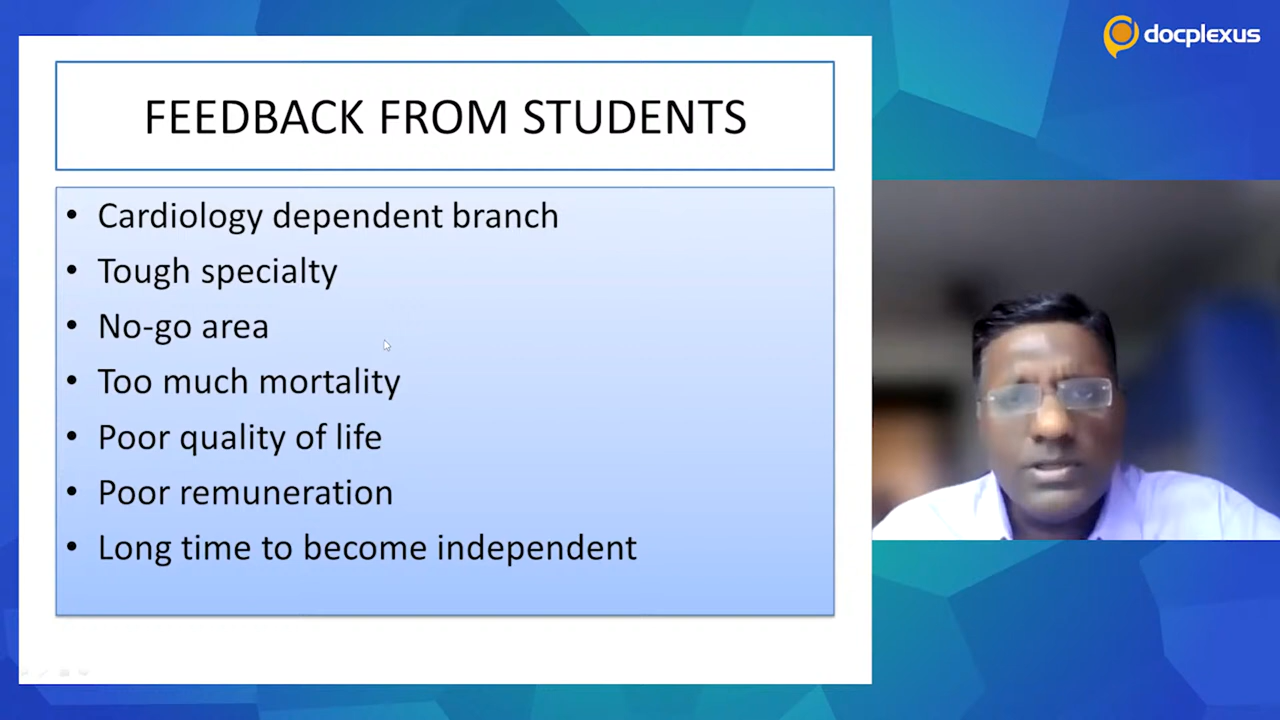 docplexus
FEEDBACK FROM STUDENTS
• Cardiology dependent branch
• Tough specialty
• No-go area
• Too much mortality
• Poor quality of life
• Poor remuneration
• Long time to become independent